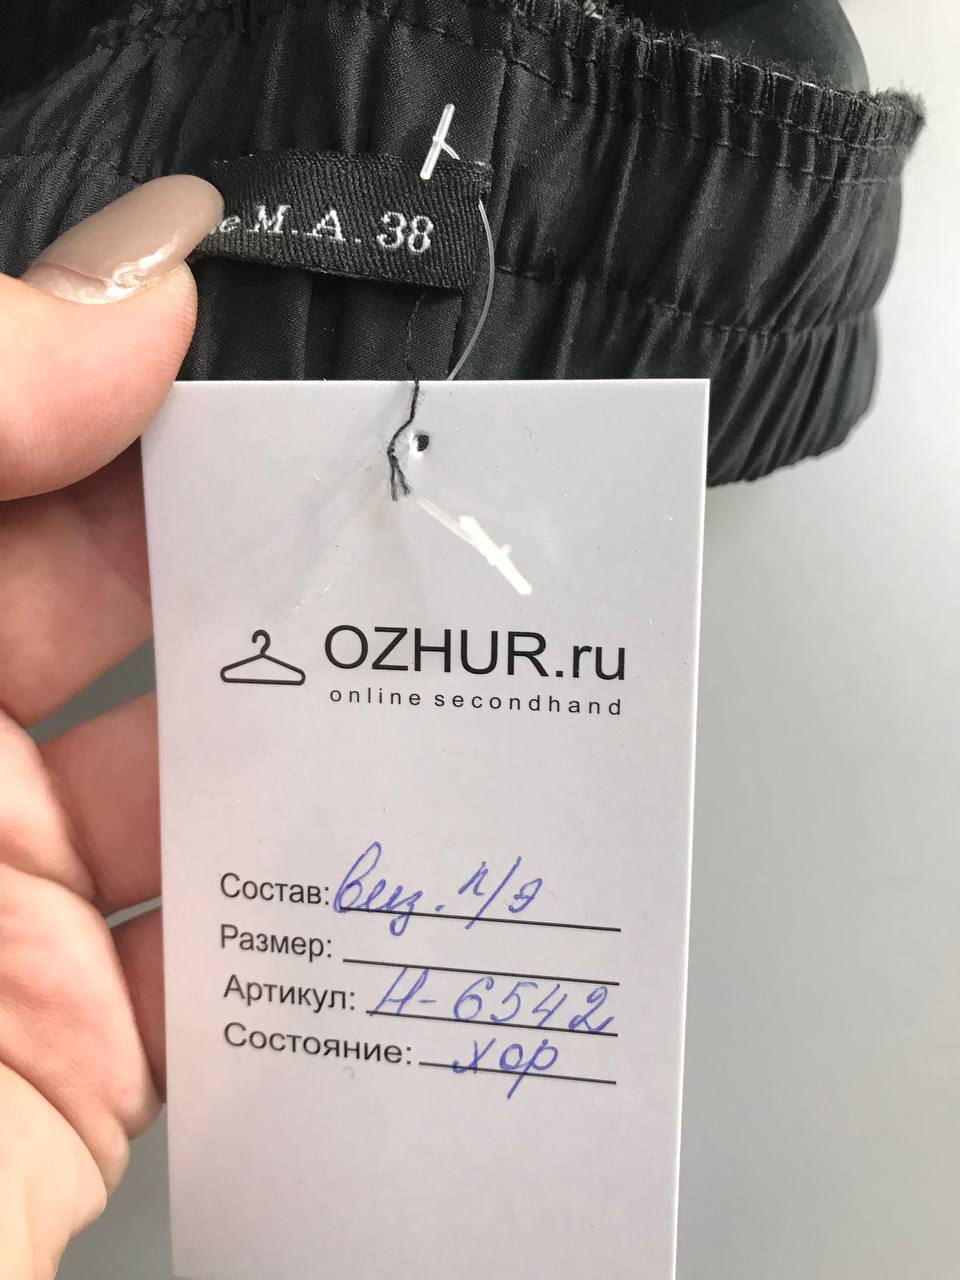 M.A. 38
OZHUR.ru
online secondhand
Состав: виз. п/э
Размер:
Артикул: Н-6542
Состояние: хор